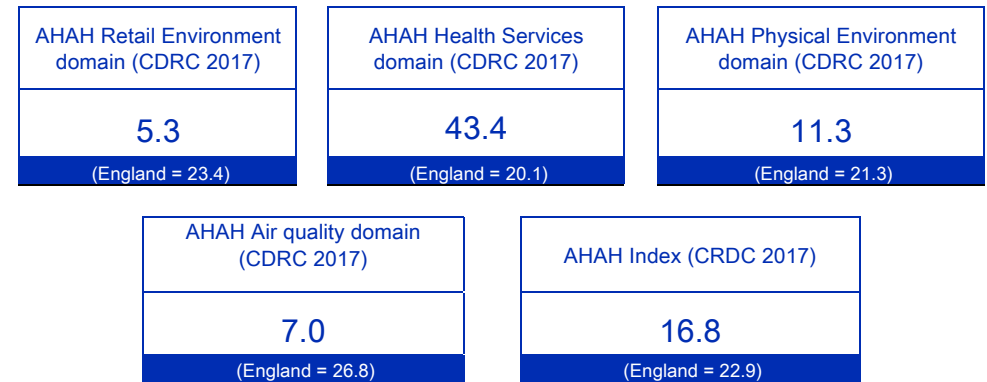 AHAH Retail Environment
domain (CDRC 2017)
5.3
(England = 23.4)
AHAH Health Services
domain (CDRC 2017)
43.4
(England = 20.1)
AHAH Physical Environment
domain (CDRC 2017)
11.3
(England = 21.3)
AHAH Air quality domain
(CDRC 2017)
7.0
(England = 26.8)
AHAH Index (CRDC 2017)
16.8
(England = 22.9)